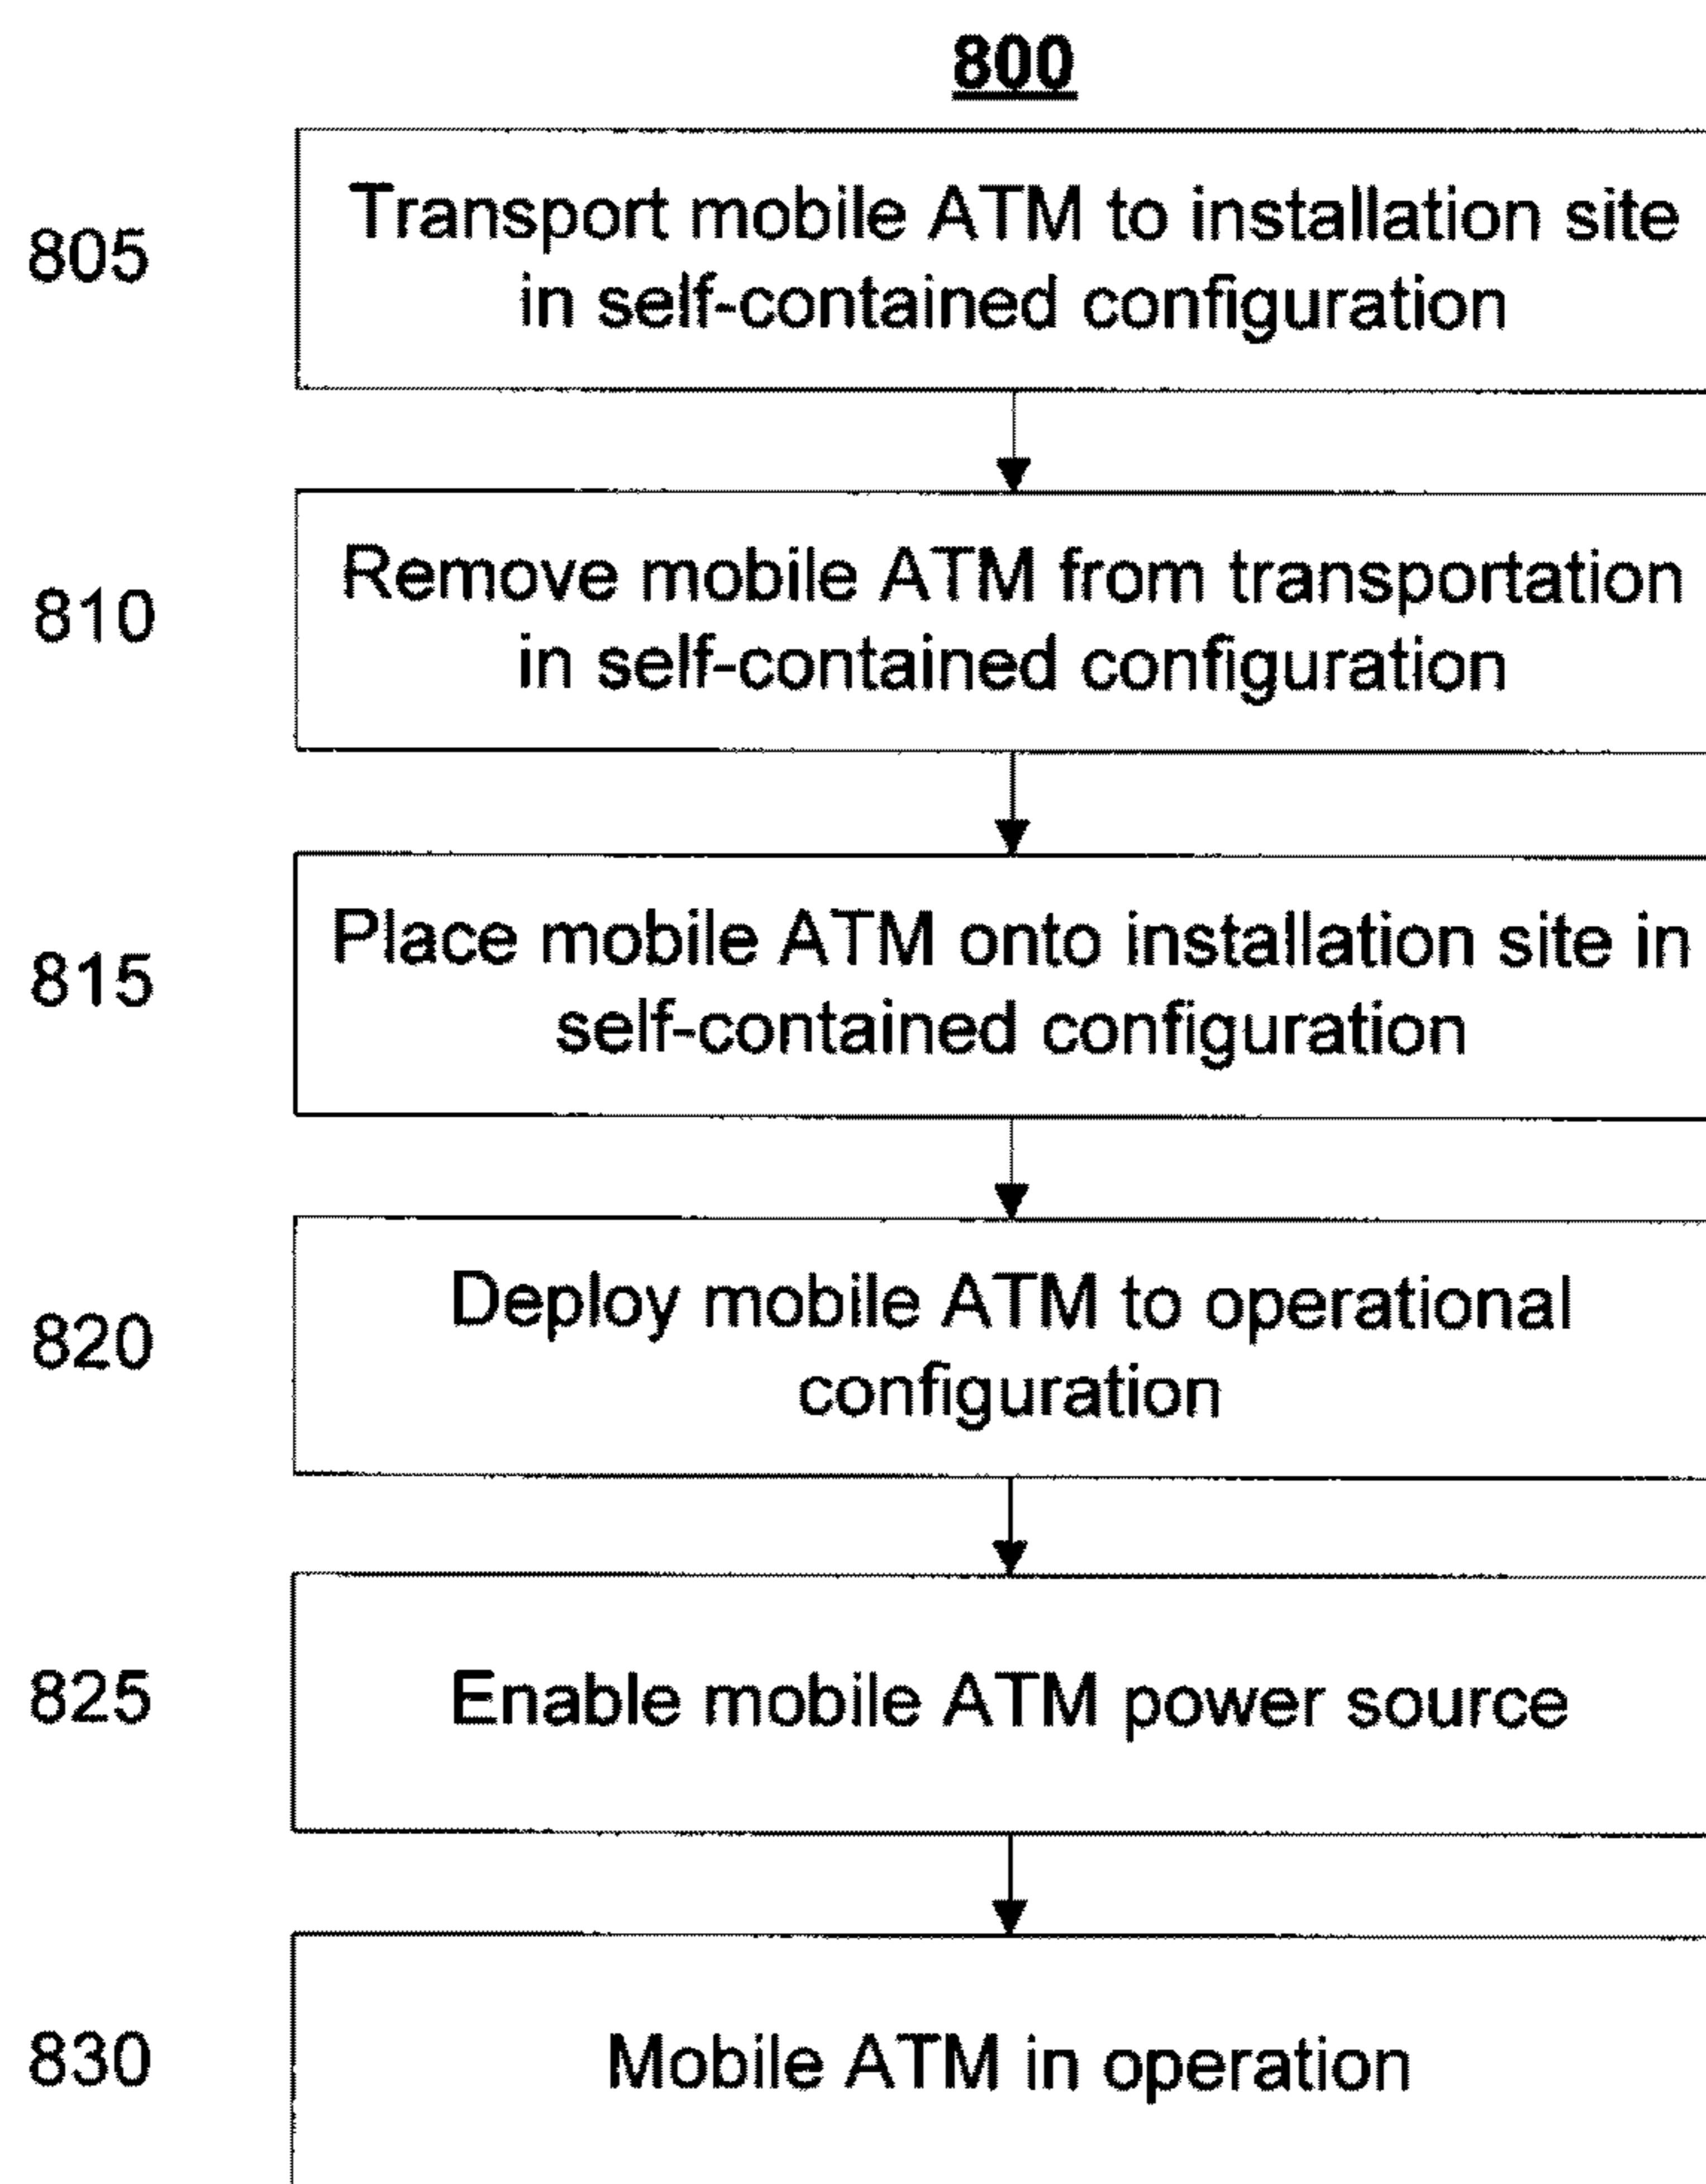 800
805
Transport mobile ATM to installation site
in self-contained configuration
810
Remove mobile ATM from transportation
in self-contained configuration
815
Place mobile ATM onto installation site in
self-contained configuration
820
Deploy mobile ATM to operational
configuration
825
Enable mobile ATM power source
830
Mobile ATM in operation